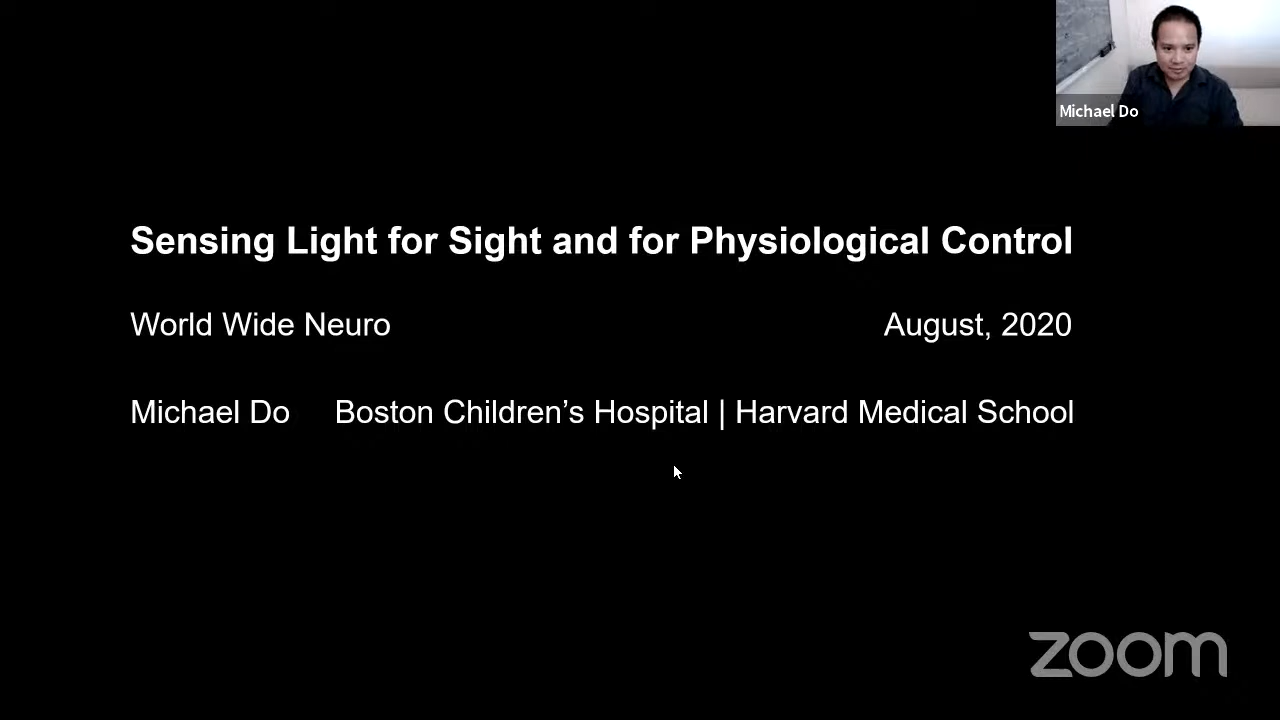 Michael Do
Sensing Light for Sight and for Physiological Control
World Wide Neuro August, 2020
Michael Do Boston Children’s Hospital | Harvard Medical School
zoom